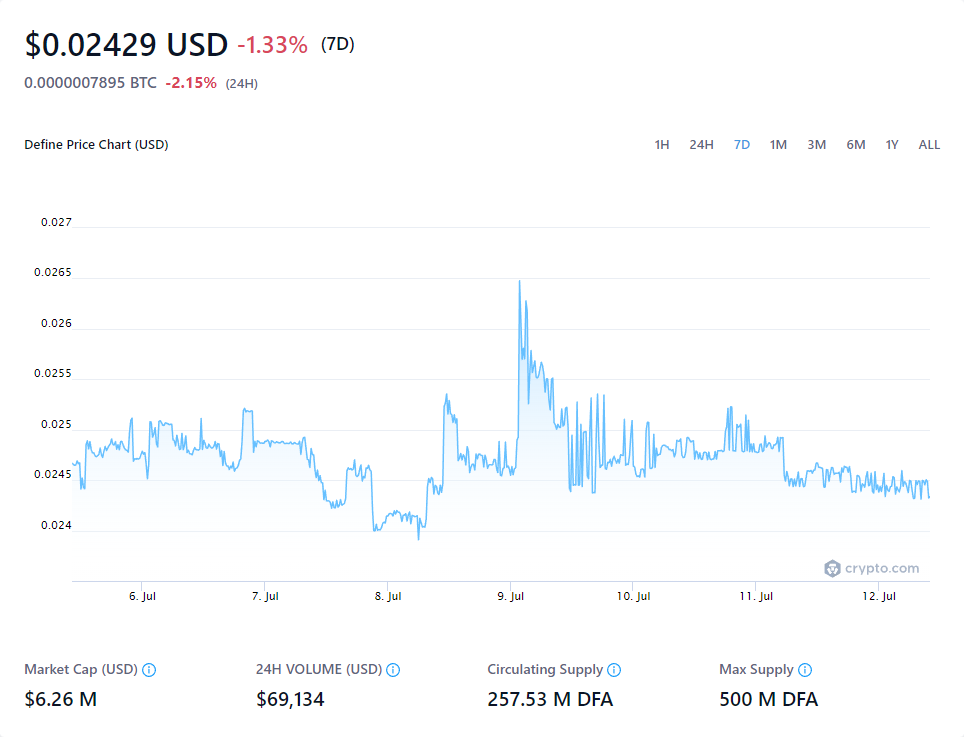 $0.02429 USD -1.33% (7D)
0.0000007895 BTC -2.15% (24H)
Define Price Chart (USD) 1H 24H 7D 1M 3M 6M 1Y ALL
0.027
0.0265
0.026
0.0255
0.025
0.0245
0.024
crypto.com
6. Jul 7. Jul 8. Jul 9. Jul 10. Jul 11. Jul 12. Jul
Market Cap (USD) 24H VOLUME (USD) Circulating Supply Max Supply
$6.26 M $69,134 257.53 M DFA 500 M DFA